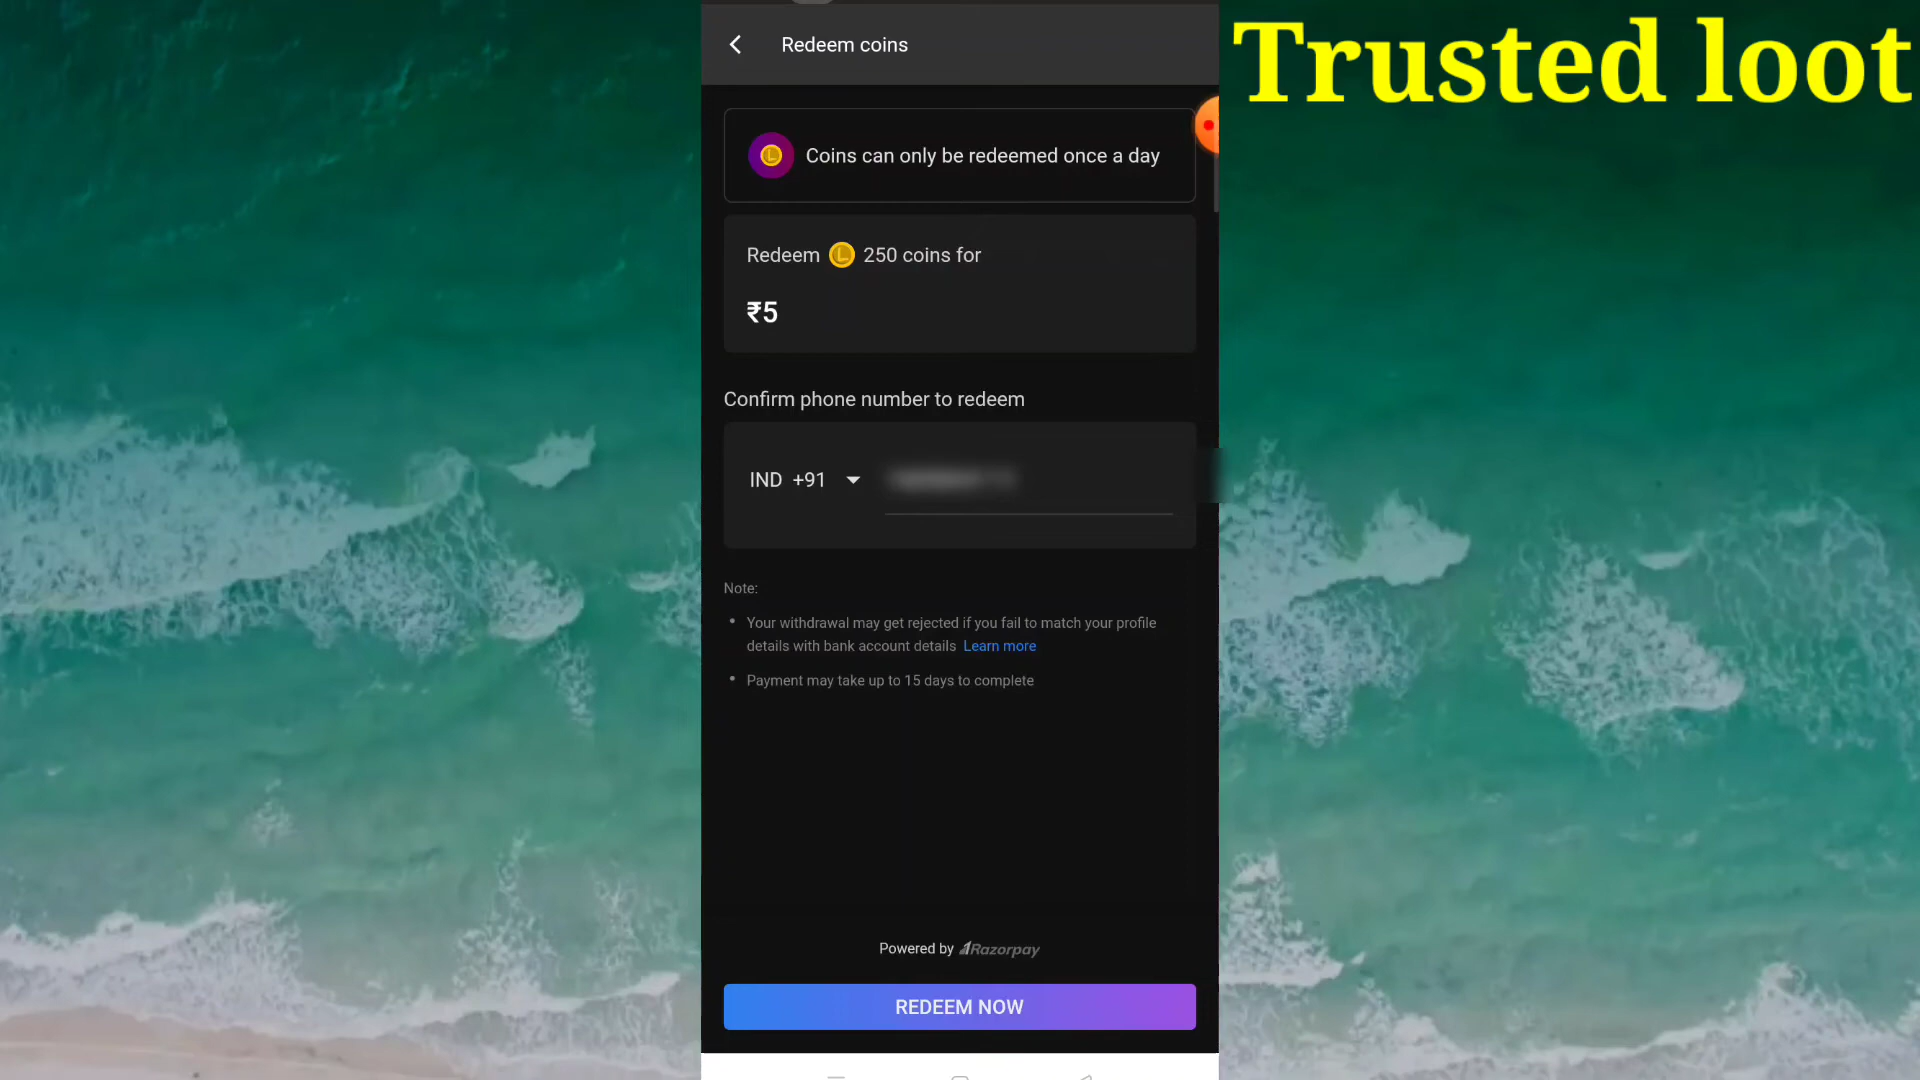 Redeem coins
Trusted loot
Coins can only be redeemed once a day
Redeem L 250 coins for
₹5
Confirm phone number to redeem
IND +91
Note:
• Your withdrawal may get rejected if you fail to match your profile
details with bank account details Learn more
• Payment may take up to 15 days to complete
Powered by Razorpay
REDEEM NOW